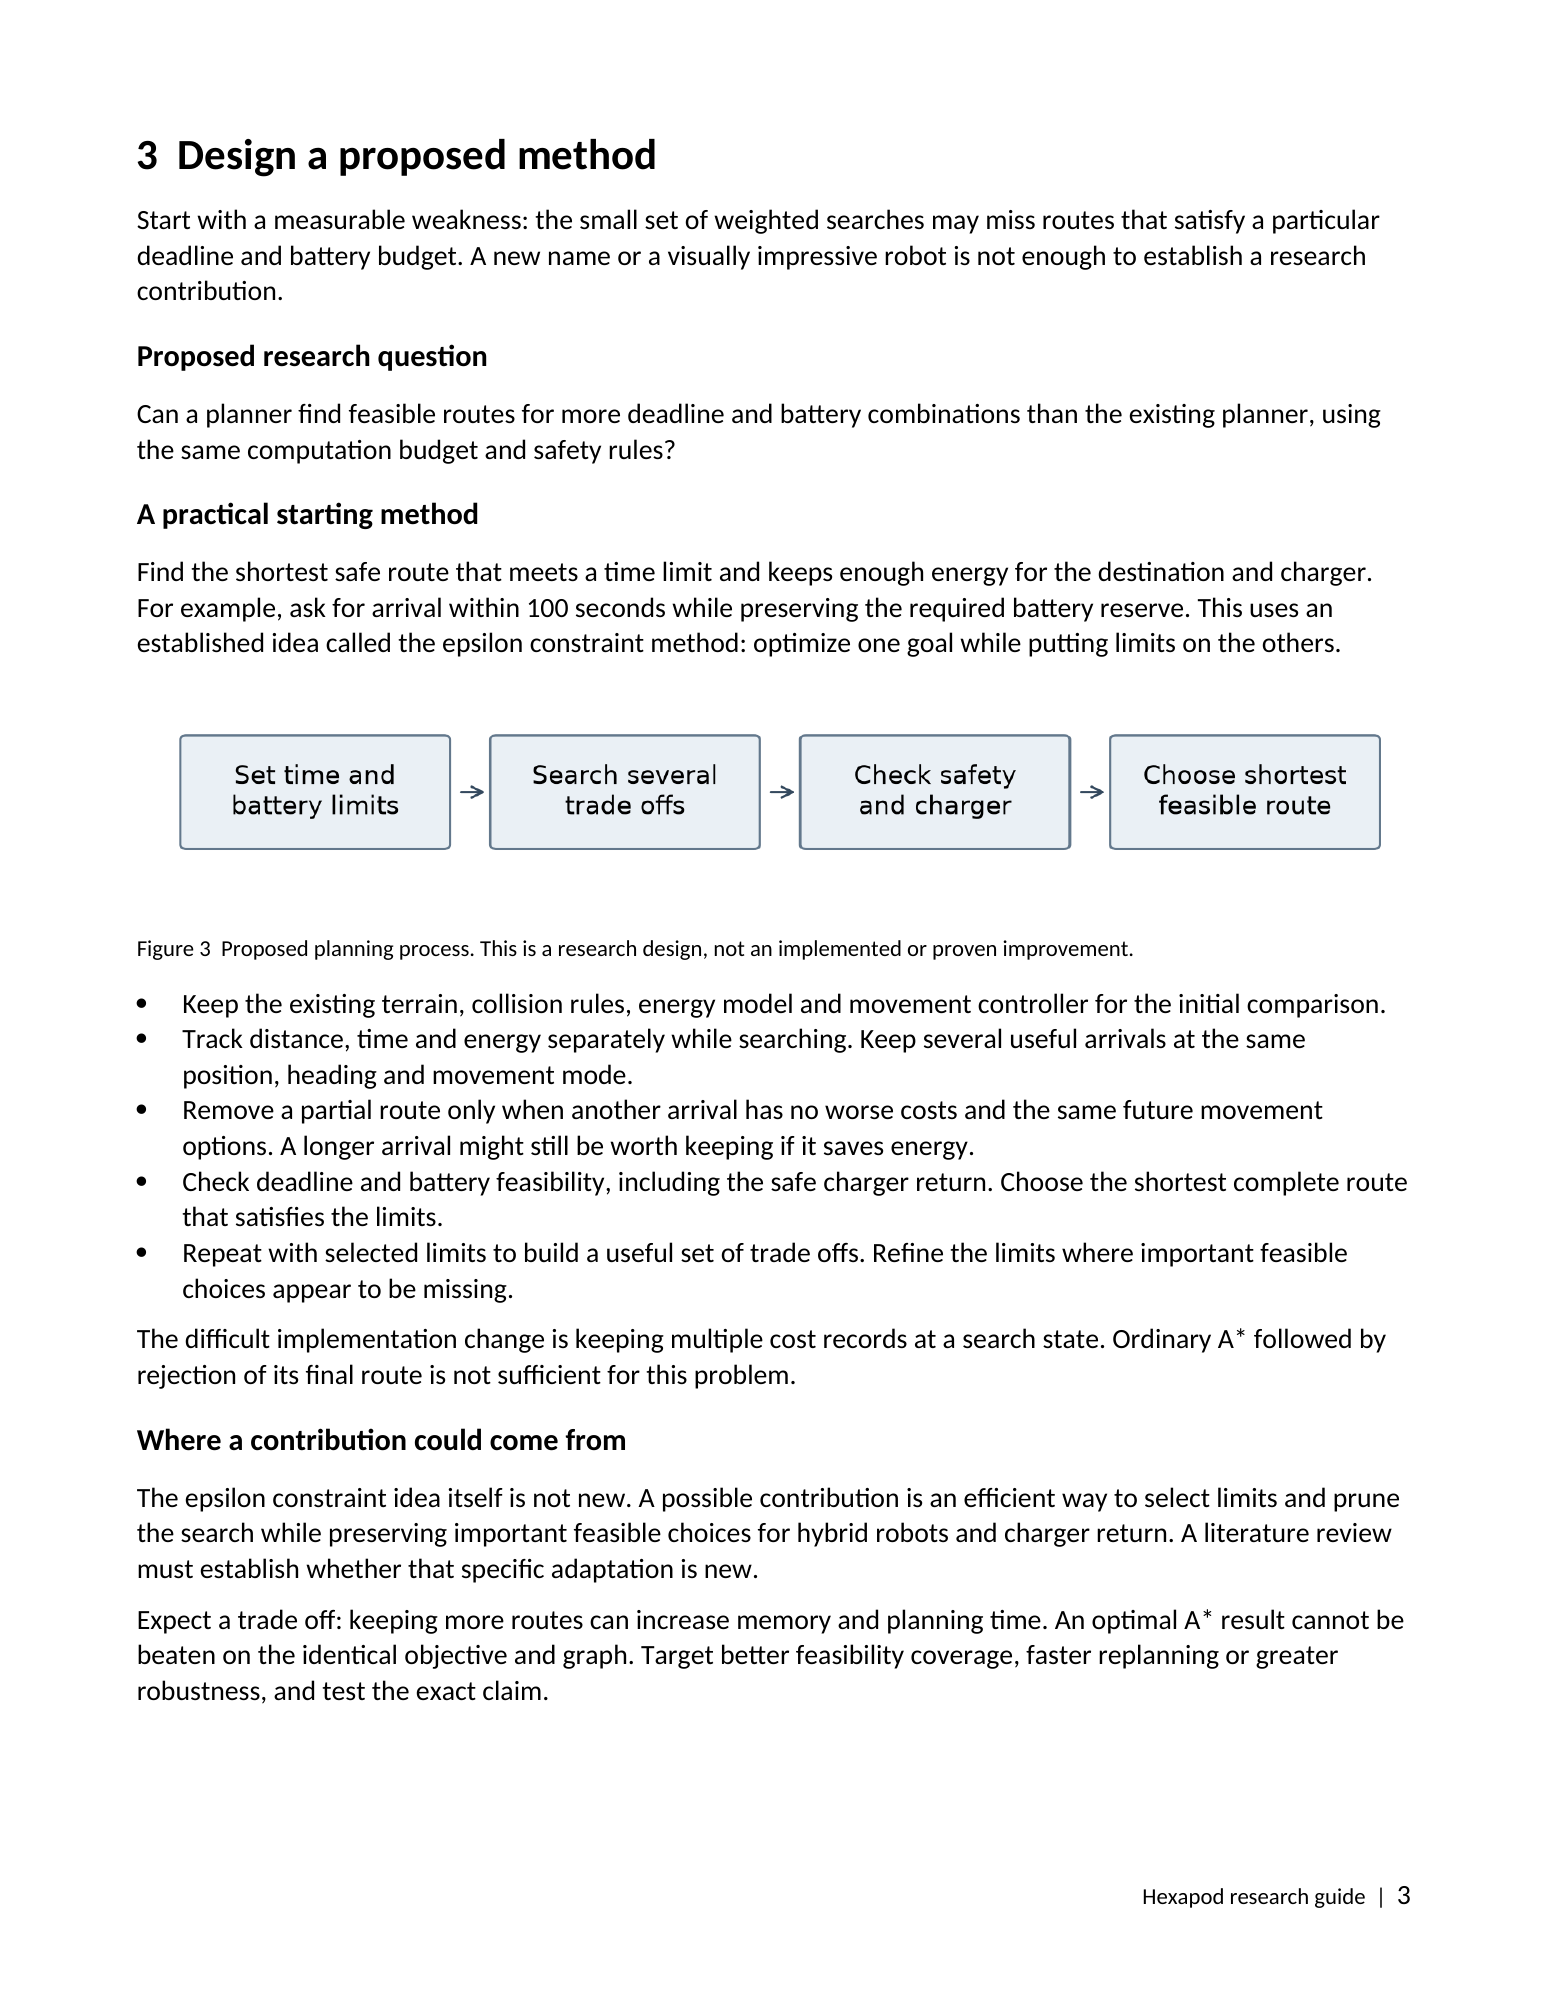 3 Design a proposed method
Start with a measurable weakness: the small set of weighted searches may miss routes that satisfy a particular
deadline and battery budget. A new name or a visually impressive robot is not enough to establish a research
contribution.
Proposed research question
Can a planner find feasible routes for more deadline and battery combinations than the existing planner, using
the same computation budget and safety rules?
A practical starting method
Find the shortest safe route that meets a time limit and keeps enough energy for the destination and charger.
For example, ask for arrival within 100 seconds while preserving the required battery reserve. This uses an
established idea called the epsilon constraint method: optimize one goal while putting limits on the others.
Set time and
battery limits
Search several
trade offs
Check safety
and charger
Choose shortest
feasible route
Figure 3 Proposed planning process. This is a research design, not an implemented or proven improvement.
• Keep the existing terrain, collision rules, energy model and movement controller for the initial comparison.
• Track distance, time and energy separately while searching. Keep several useful arrivals at the same
position, heading and movement mode.
• Remove a partial route only when another arrival has no worse costs and the same future movement
options. A longer arrival might still be worth keeping if it saves energy.
• Check deadline and battery feasibility, including the safe charger return. Choose the shortest complete route
that satisfies the limits.
• Repeat with selected limits to build a useful set of trade offs. Refine the limits where important feasible
choices appear to be missing.
The difficult implementation change is keeping multiple cost records at a search state. Ordinary A* followed by
rejection of its final route is not sufficient for this problem.
Where a contribution could come from
The epsilon constraint idea itself is not new. A possible contribution is an efficient way to select limits and prune
the search while preserving important feasible choices for hybrid robots and charger return. A literature review
must establish whether that specific adaptation is new.
Expect a trade off: keeping more routes can increase memory and planning time. An optimal A* result cannot be
beaten on the identical objective and graph. Target better feasibility coverage, faster replanning or greater
robustness, and test the exact claim.
Hexapod research guide | 3